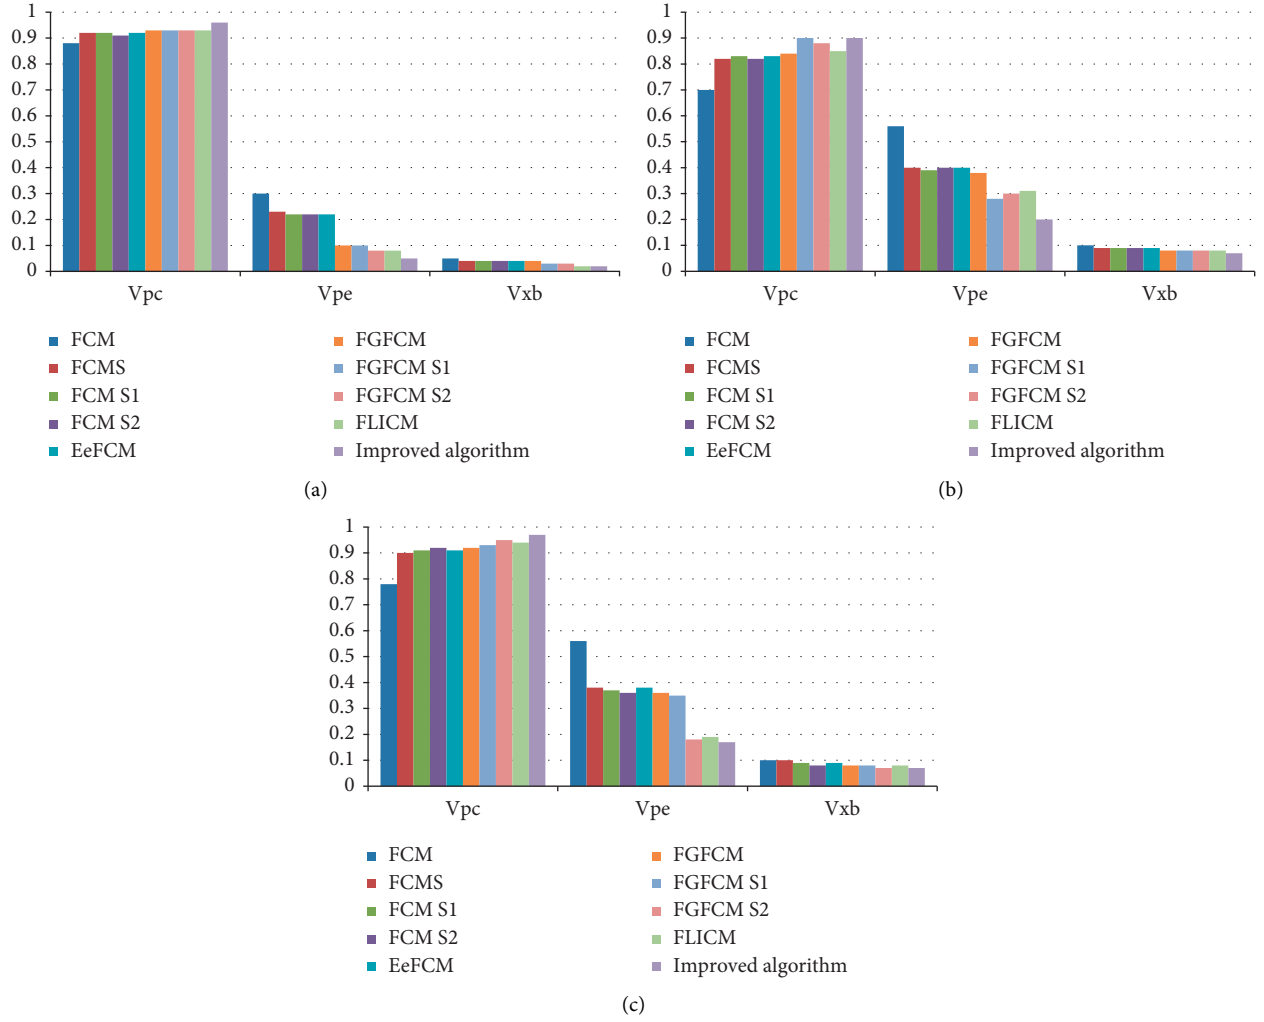 1
0.9
0.8
0.7
0.6
0.5
0.4
0.3
0.2
0.1
0
Vpc Vpe Vxb
FCM
FCMS
FCM S1
FCM S2
EeFCM
FGFCM
FGFCM S1
FGFCM S2
FLICM
Improved algorithm
(a)
1
0.9
0.8
0.7
0.6
0.5
0.4
0.3
0.2
0.1
0
Vpc Vpe Vxb
FCM
FCMS
FCM S1
FCM S2
EeFCM
FGFCM
FGFCM S1
FGFCM S2
FLICM
Improved algorithm
(b)
1
0.9
0.8
0.7
0.6
0.5
0.4
0.3
0.2
0.1
0
Vpc Vpe Vxb
FCM
FCMS
FCM S1
FCM S2
EeFCM
FGFCM
FGFCM S1
FGFCM S2
FLICM
Improved algorithm
(c)